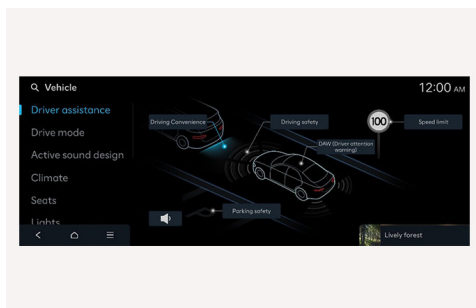 Vehicle
12:00 AM
Driver assistance
Drive mode
Active sound design
Climate
Seats
Lights
Driving Convenience
Driving safety
100
Speed limit
DAW (Driver attention
warning)
Parking safety
Lively forest